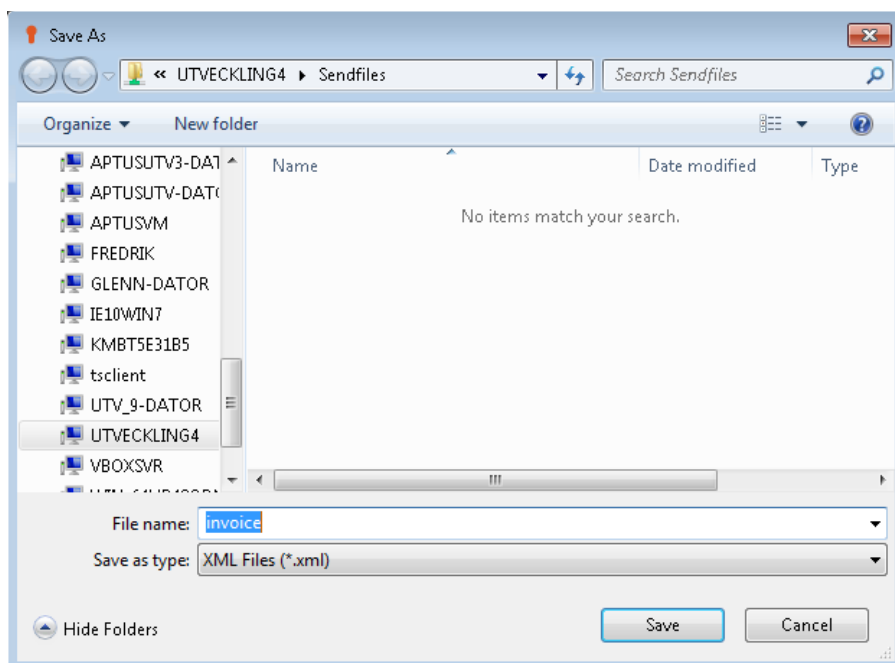 Save As
« UTVECKLING4 ▸ Sendfiles
Search Sendfiles
Organize
New folder
Name
Date modified
Type
No items match your search.
APTUSUTV3-DAT
APTUSUTV-DATO
APTUSVM
FREDRIK
GLENN-DATOR
IE10WIN7
KMBT5E31B5
tsclient
UTV_9-DATOR
UTVECKLING4
VBOXSVR
File name: invoice
Save as type: XML Files (*.xml)
Hide Folders
Save
Cancel